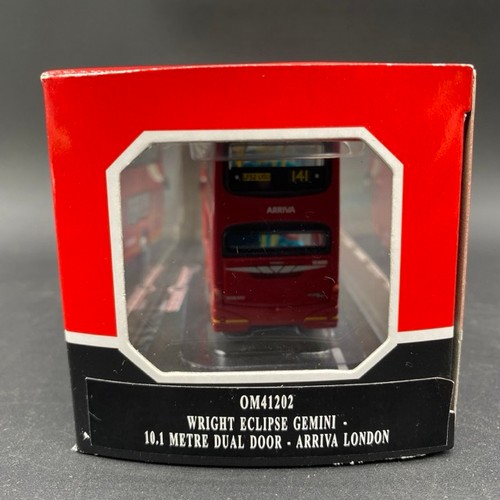 141
ARRIVA
OM41202
WRIGHT ECLIPSE GEMINI -
10.1 METRE DUAL DOOR - ARRIVA LONDON